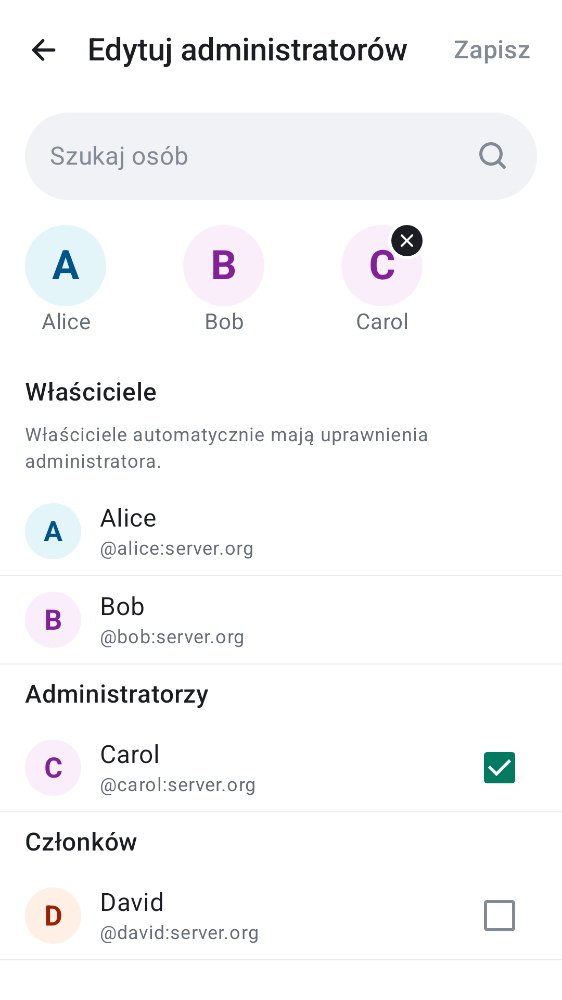 Edytuj administratorów
Zapisz
Szukaj osób
A
B
C
Alice
Bob
Carol
Właściciele
Właściciele automatycznie mają uprawnienia
administratora.
A
Alice
@alice:server.org
B
Bob
@bob:server.org
Administratorzy
C
Carol
@carol:server.org
Członków
D
David
@david:server.org